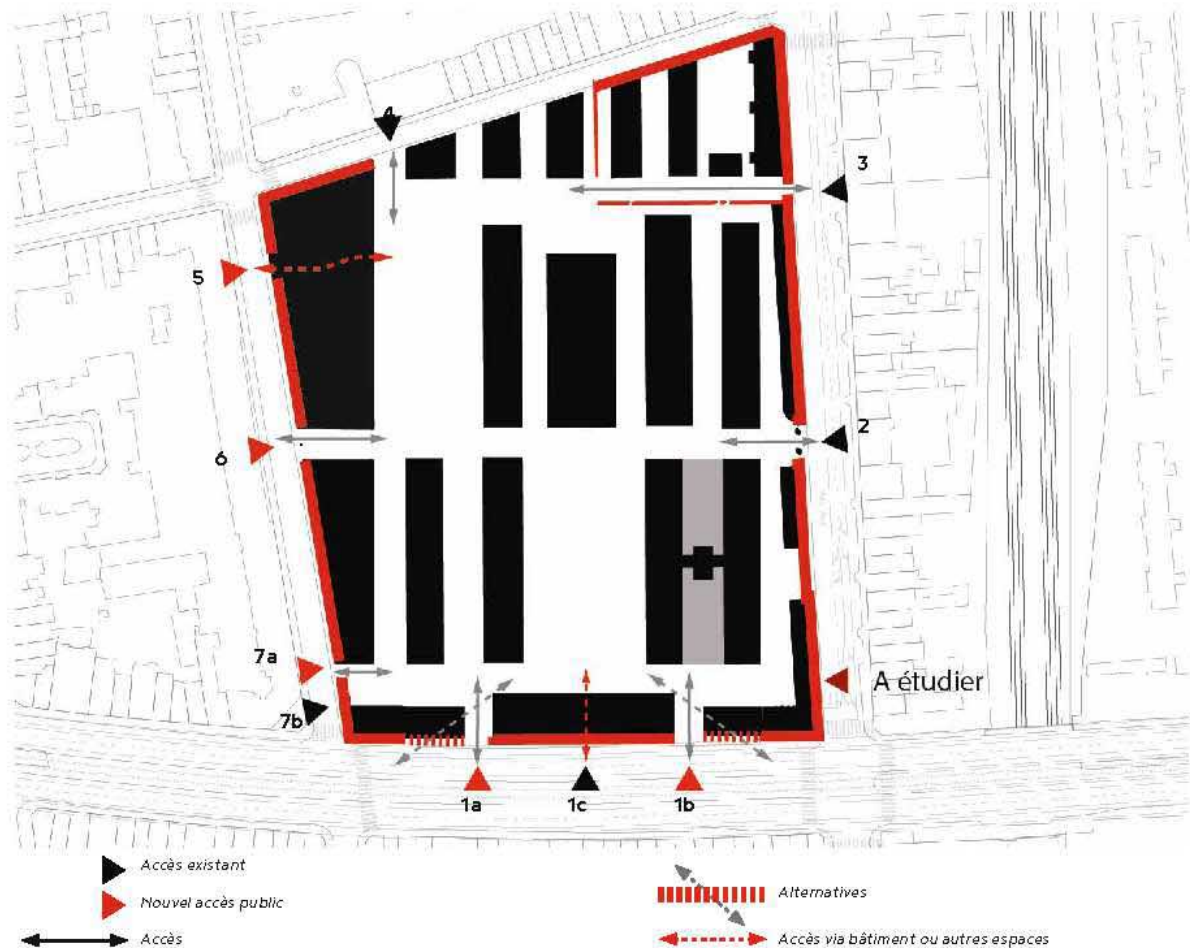 4
3
5
2
6
7a
A étudier
7b
1a
1c
1b
Accès existant
Nouvel accès public
Accès
Alternatives
Accès via bâtiment ou autres espaces